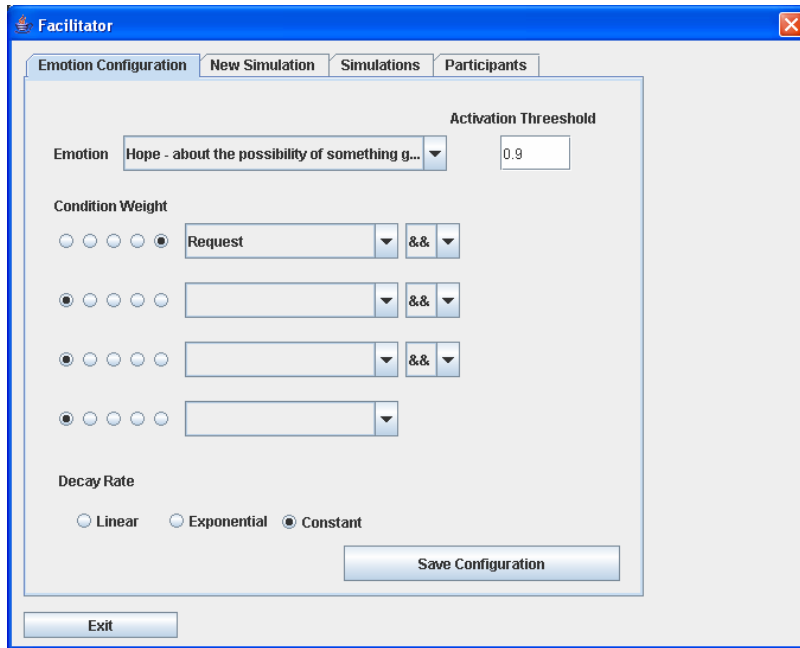 Facilitator
Emotion Configuration New Simulation Simulations Participants
Activation Threeshold
Emotion Hope - about the possibility of something g... 0.9
Condition Weight
Request &&
&&
&&
Decay Rate
Linear Exponential Constant
Save Configuration
Exit